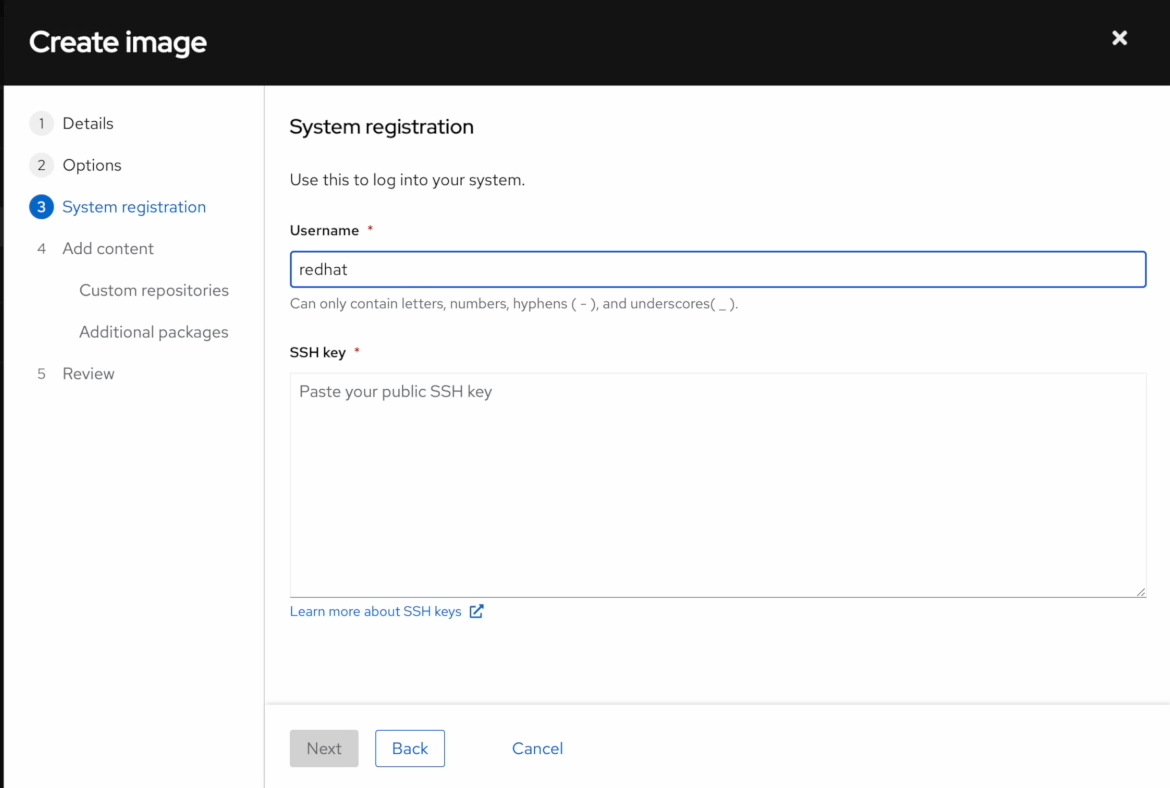 Create image
1 Details
2 Options
3 System registration
4 Add content
Custom repositories
Additional packages
5 Review
System registration
Use this to log into your system.
Username *
redhat
Can only contain letters, numbers, hyphens ( - ), and underscores( _ ).
SSH key *
Paste your public SSH key
Learn more about SSH keys
Next Back Cancel